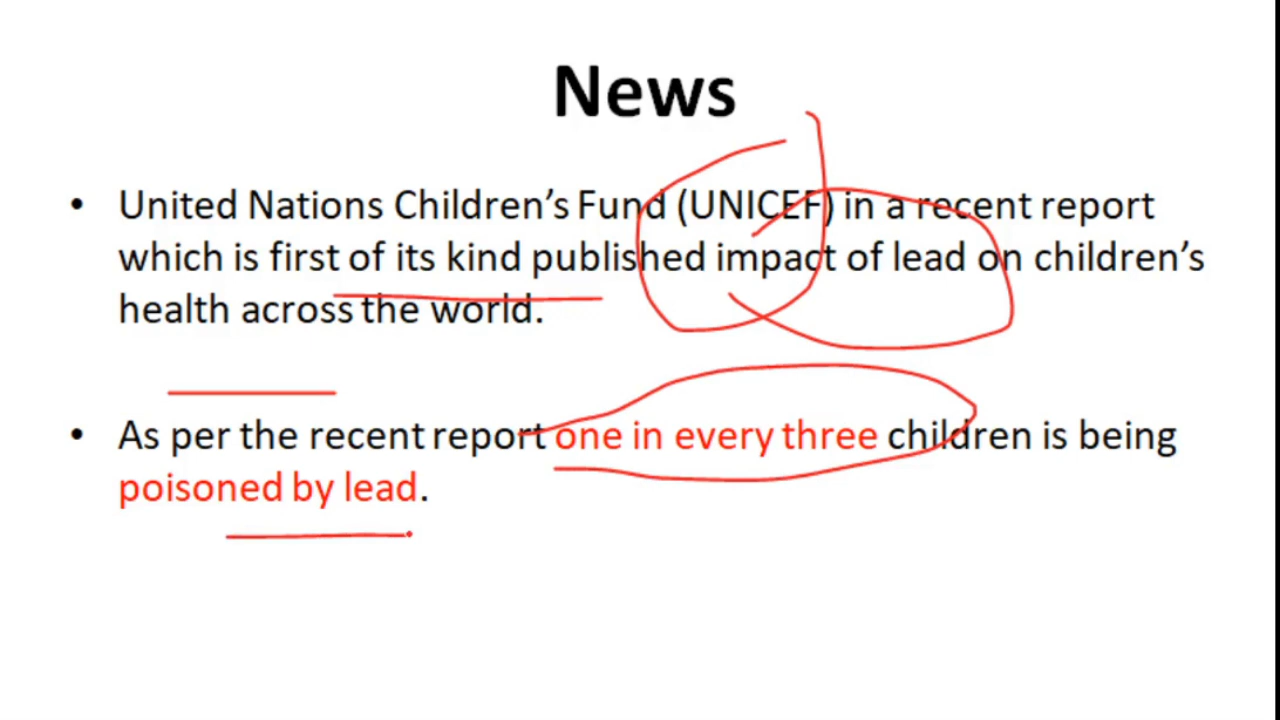 News
• United Nations Children’s Fund (UNICEF) in a recent report
which is first of its kind published impact of lead on children’s
health across the world.
• As per the recent report one in every three children is being
poisoned by lead.